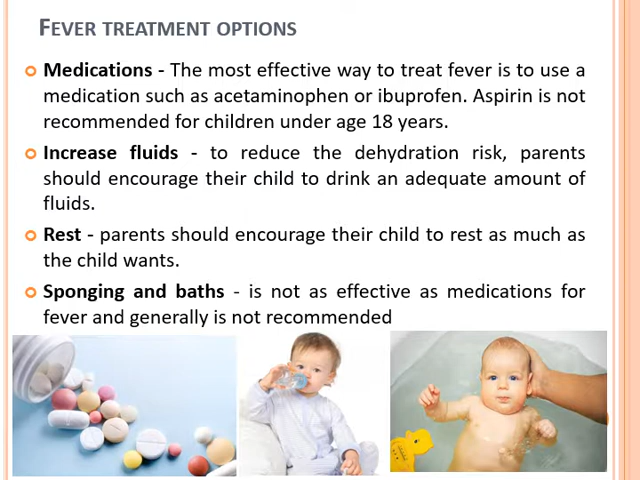 FEVER TREATMENT OPTIONS
Medications - The most effective way to treat fever is to use a
medication such as acetaminophen or ibuprofen. Aspirin is not
recommended for children under age 18 years.
Increase fluids - to reduce the dehydration risk, parents
should encourage their child to drink an adequate amount of
fluids.
Rest - parents should encourage their child to rest as much as
the child wants.
Sponging and baths - is not as effective as medications for
fever and generally is not recommended